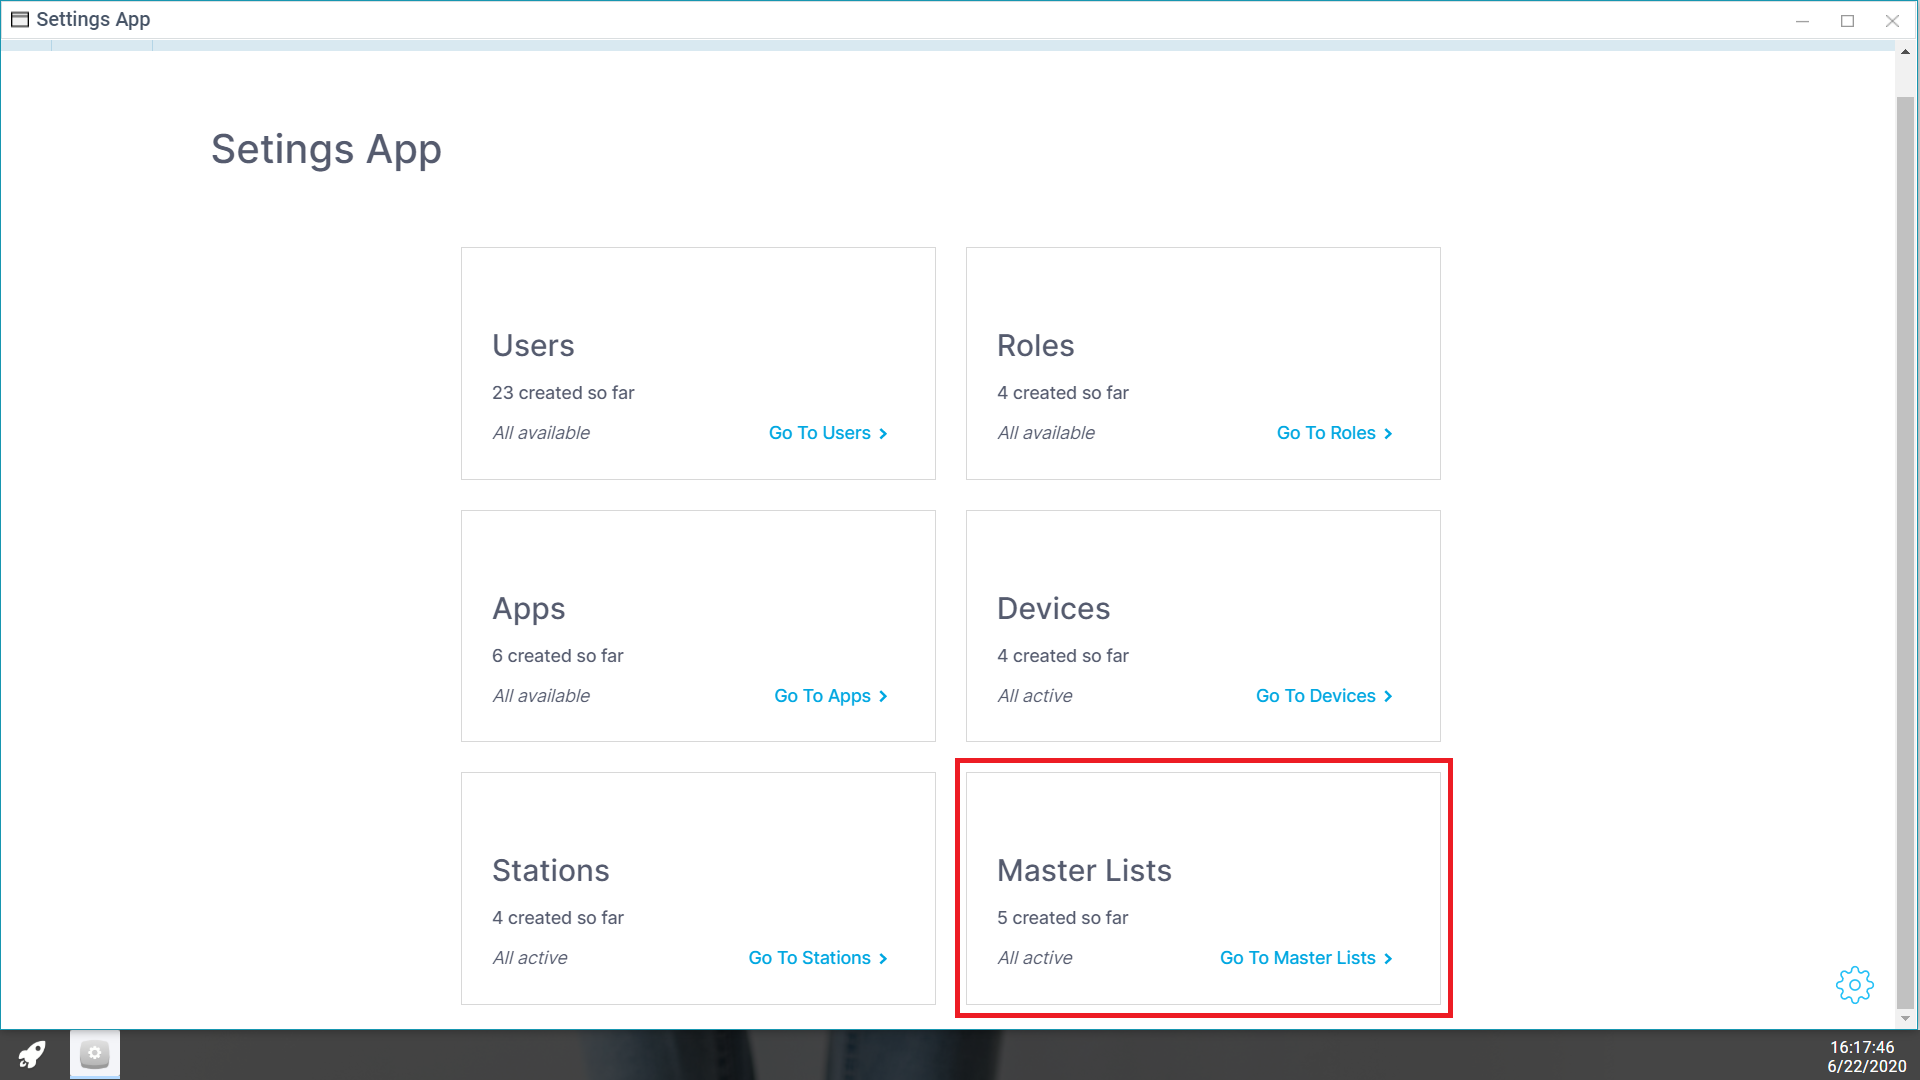 Settings App
Setings App
Users
23 created so far
All available
Go To Users
Roles
4 created so far
All available
Go To Roles
Apps
6 created so far
All available
Go To Apps
Devices
4 created so far
All active
Go To Devices
Stations
4 created so far
All active
Go To Stations
Master Lists
5 created so far
All active
Go To Master Lists
16:17:46
6/22/2020